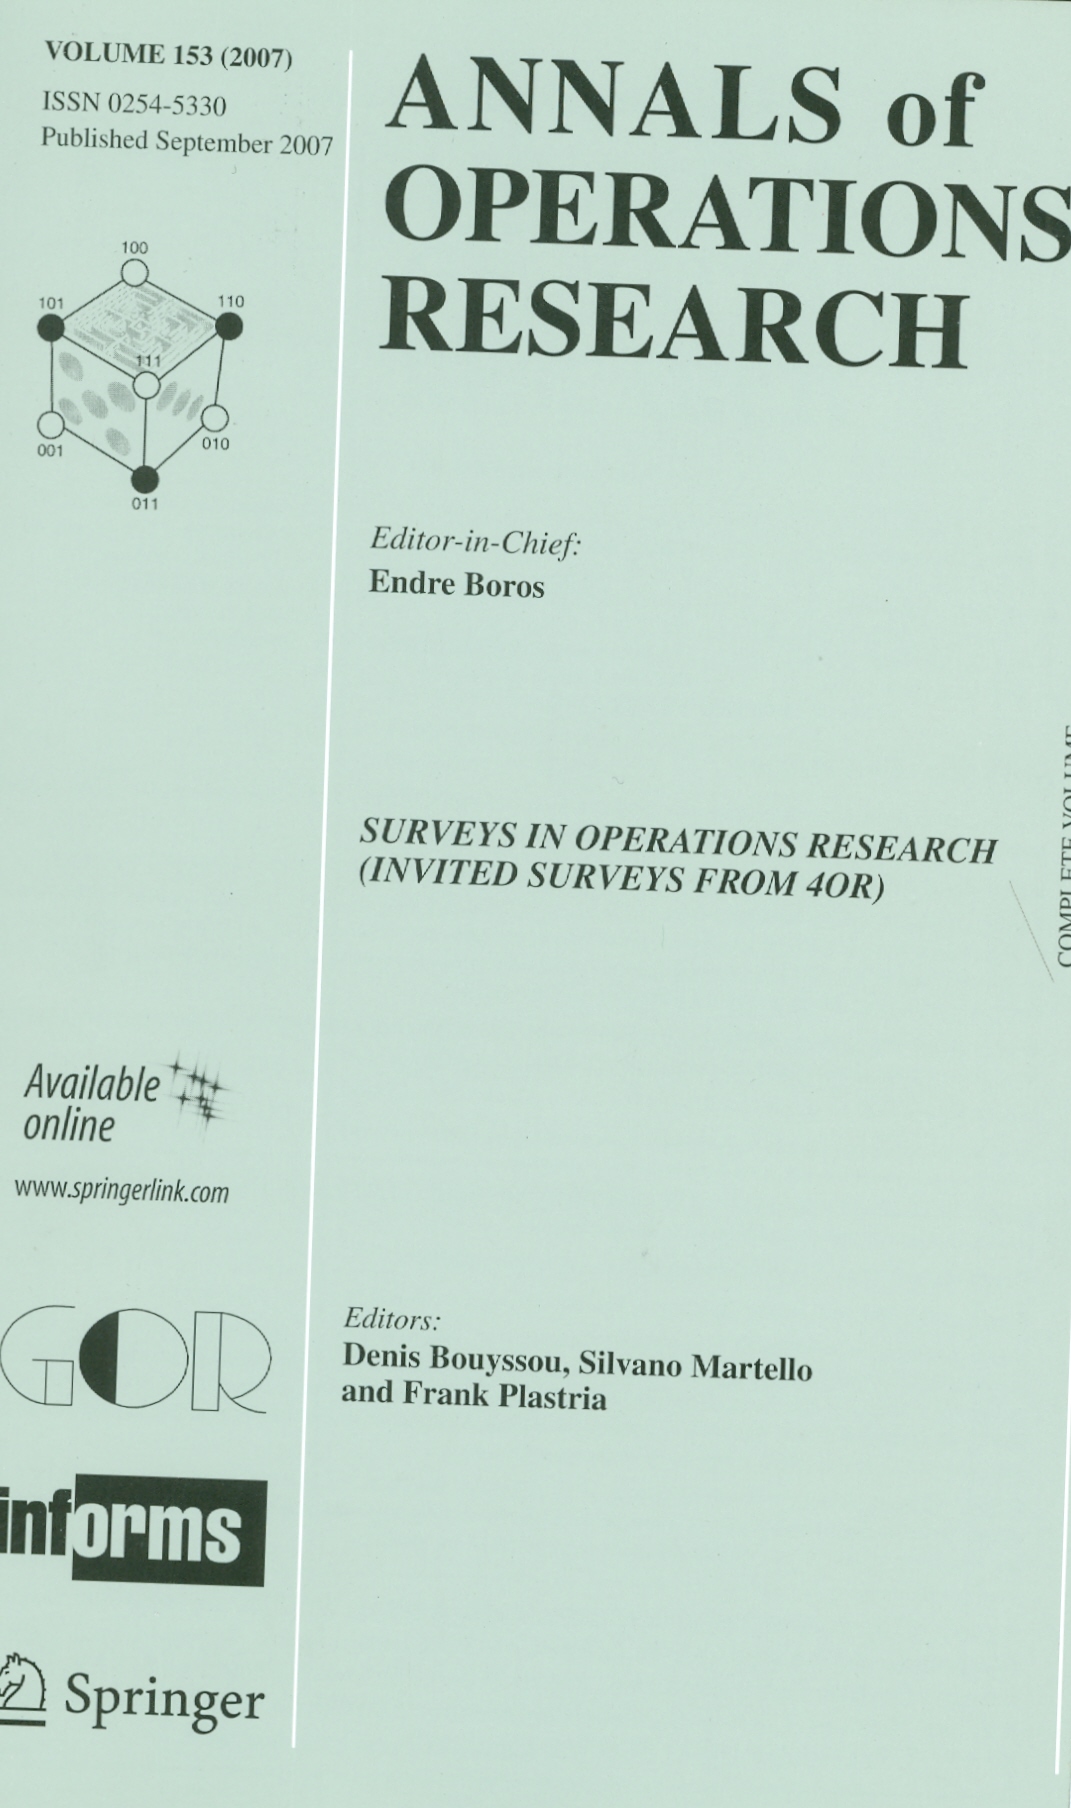 VOLUME 153 (2007)
ISSN 0254-5330
Published September 2007
ANNALS of
OPERATIONS
RESEARCH
100
101
110
111
001
010
011
Editor-in-Chief:
Endre Boros
SURVEYS IN OPERATIONS RESEARCH
(INVITED SURVEYS FROM 4OR)
COMPLETE VOLUME
Available
online
www.springerlink.com
GOR
Editors:
Denis Bouyssou, Silvano Martello
and Frank Plastria
informs
Springer